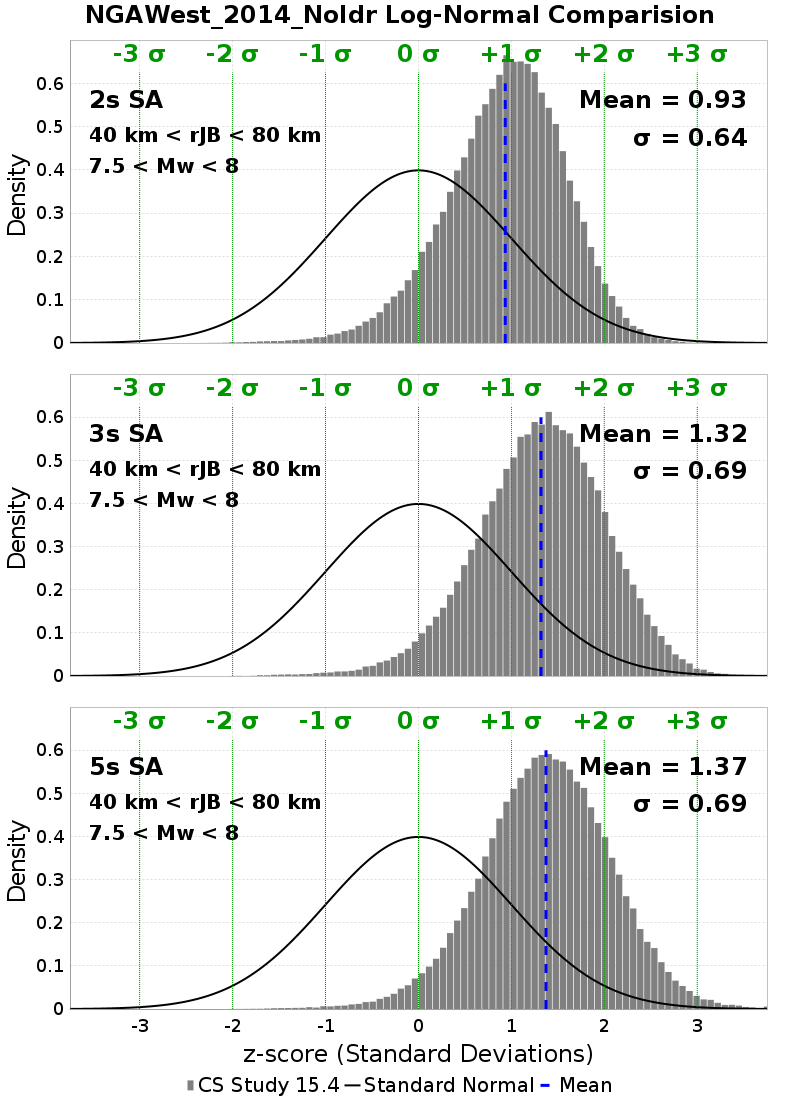 NGAWest_2014_NoIdr Log-Normal Comparision
-3 σ -2 σ -1 σ 0 σ +1 σ +2 σ +3 σ
2s SA
40 km < rJB < 80 km
7.5 < Mw < 8
Mean = 0.93
σ = 0.64
Density
0.6
0.5
0.4
0.3
0.2
0.1
0
-3 σ -2 σ -1 σ 0 σ +1 σ +2 σ +3 σ
3s SA
40 km < rJB < 80 km
7.5 < Mw < 8
Mean = 1.32
σ = 0.69
Density
0.6
0.5
0.4
0.3
0.2
0.1
0
-3 σ -2 σ -1 σ 0 σ +1 σ +2 σ +3 σ
5s SA
40 km < rJB < 80 km
7.5 < Mw < 8
Mean = 1.37
σ = 0.69
Density
0.6
0.5
0.4
0.3
0.2
0.1
0
-3 -2 -1 0 1 2 3
z-score (Standard Deviations)
CS Study 15.4 Standard Normal Mean